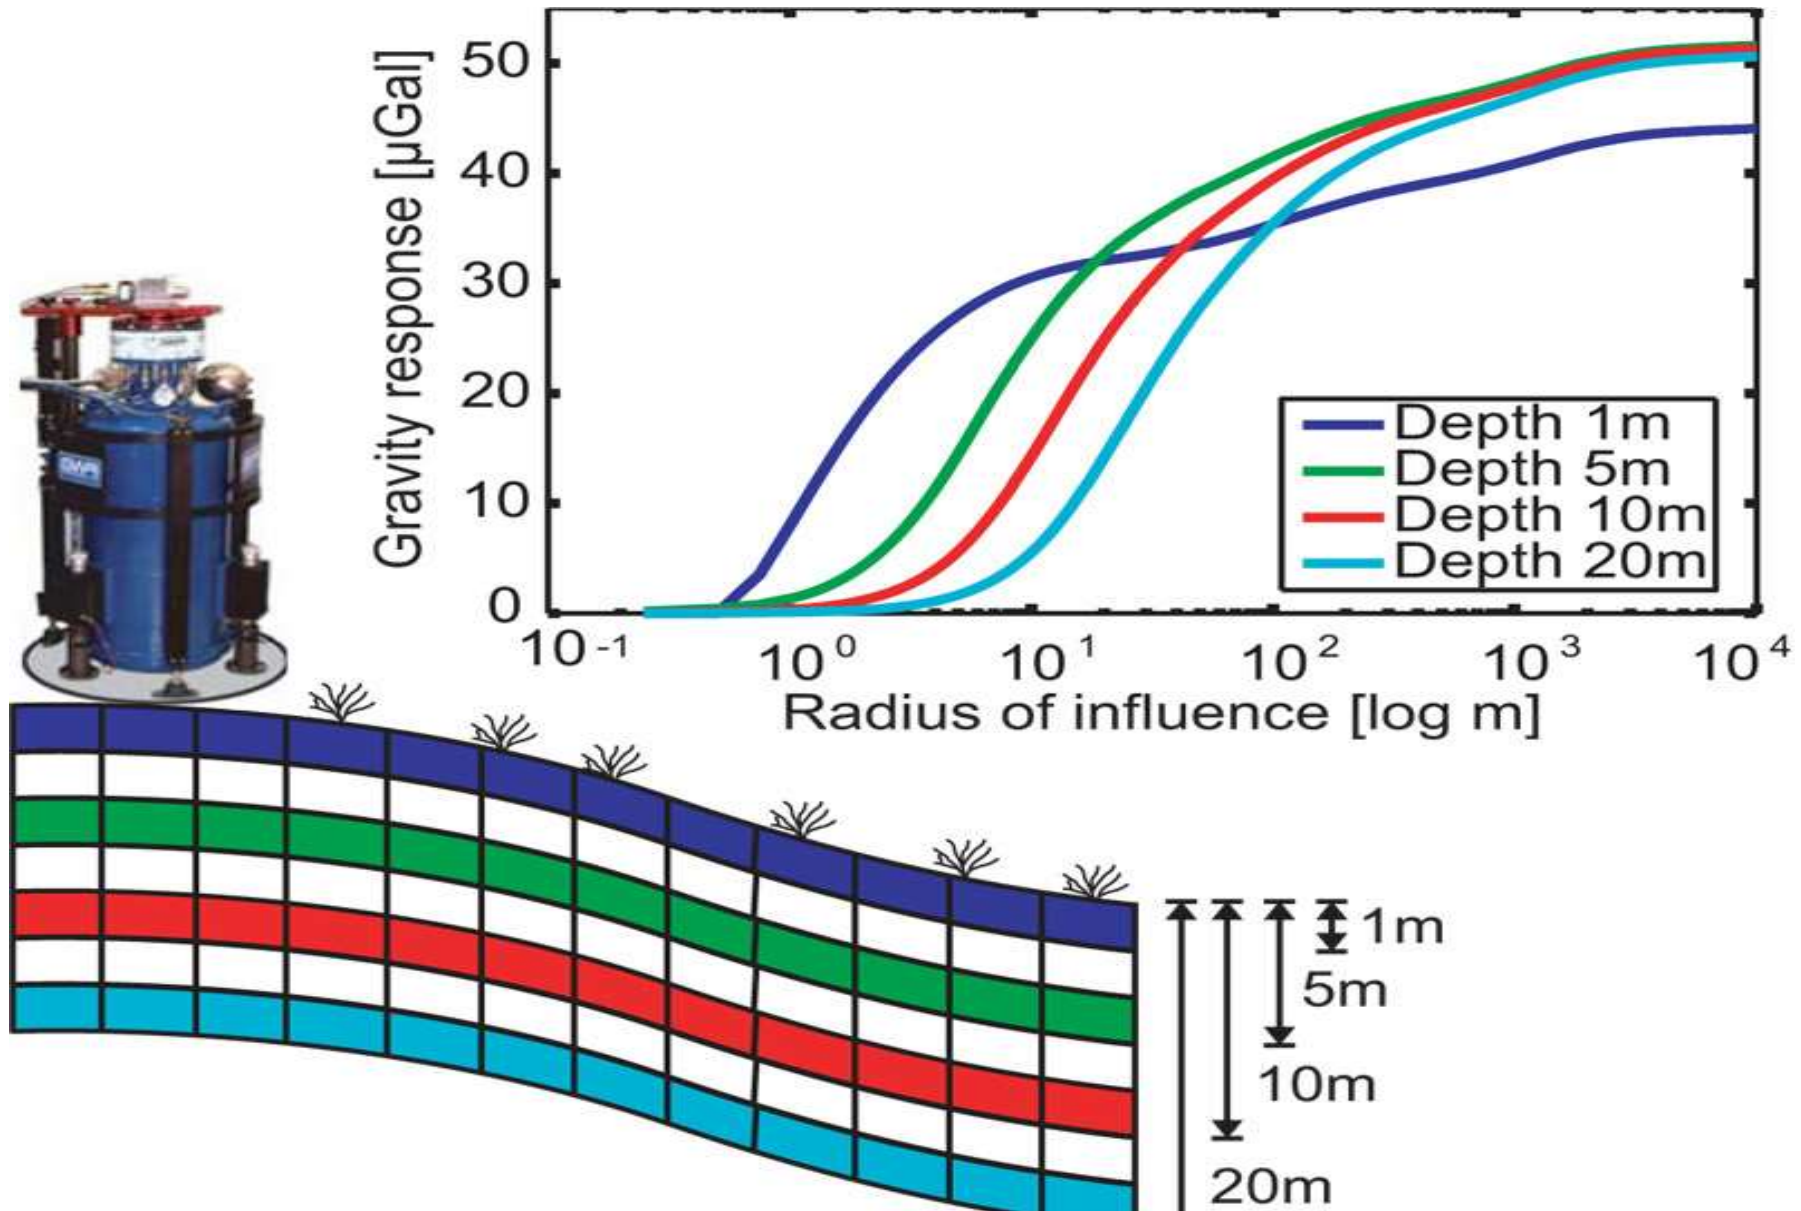 Gravity response [µGal]
50
40
30
20
10
0
10-1
100
101
102
103
104
Radius of influence [log m]
Depth 1m
Depth 5m
Depth 10m
Depth 20m
1m
5m
10m
20m